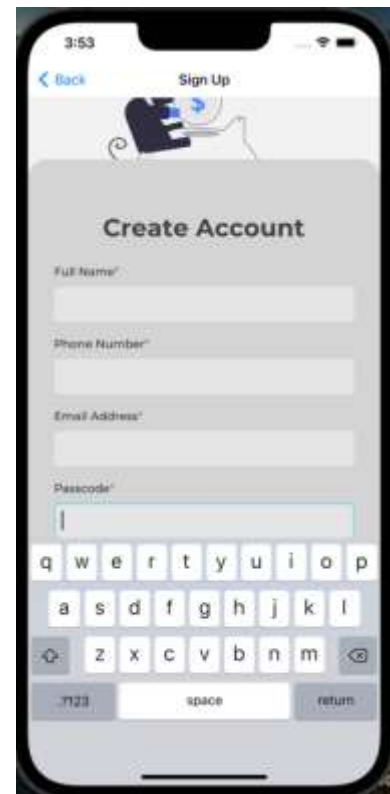 3:53
Back Sign Up
$
Create Account
Full Name*
Phone Number*
Email Address*
Passcode*
q w e r t y u i o p
a s d f g h j k l
z x c v b n m
.?123 space return